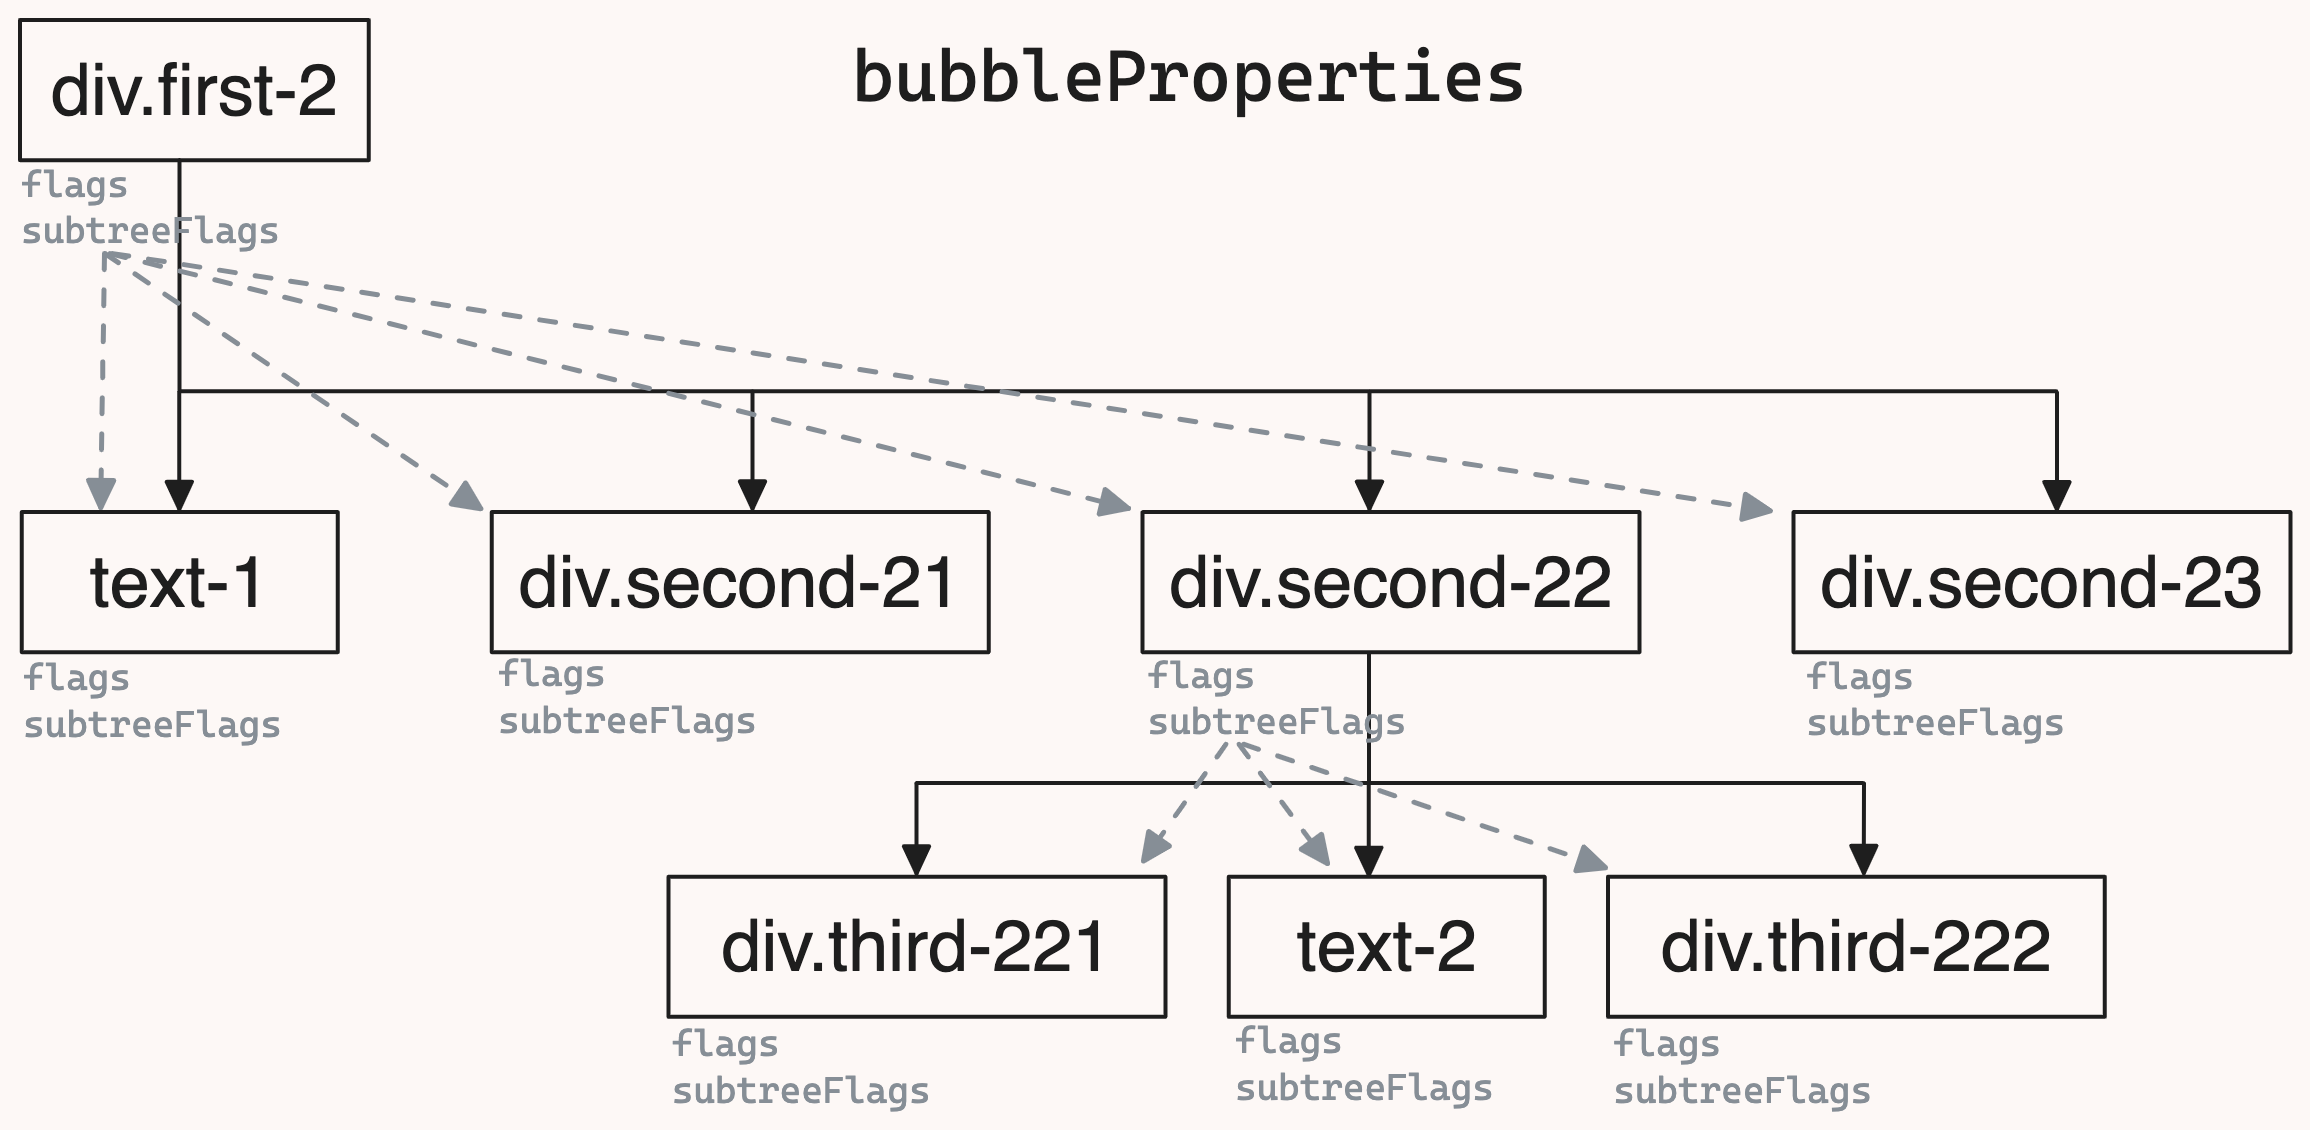 div.first-2
bubbleProperties
flags
subtreeFlags
text-1
div.second-21
div.second-22
div.second-23
flags
subtreeFlags
flags
subtreeFlags
flags
subtreeFlags
flags
subtreeFlags
div.third-221
text-2
div.third-222
flags
subtreeFlags
flags
subtreeFlags
flags
subtreeFlags